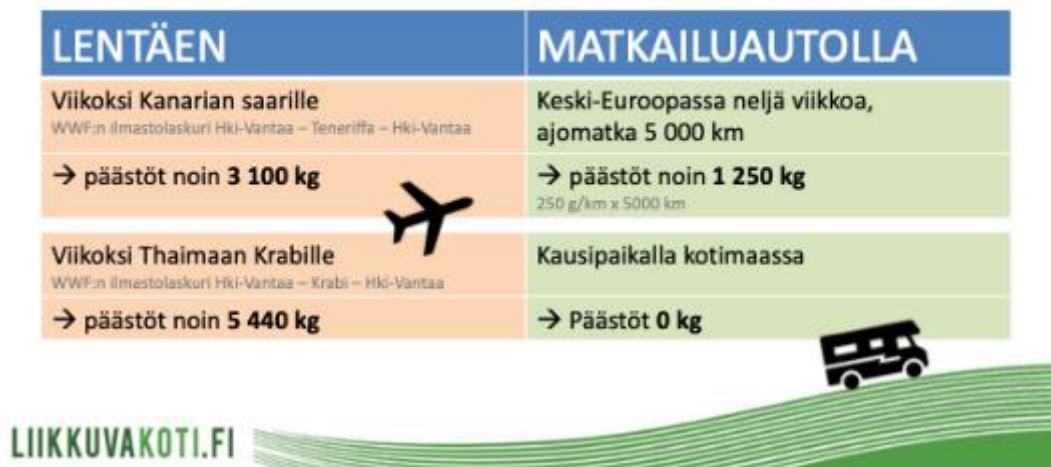 LENTÄEN
MATKAILUAUTOLLA
Viikoksi Kanarian saarille
WWF:n ilmastolaskuri Hki-Vantaa – Teneriffa – Hki-Vantaa
Keski-Euroopassa neljä viikkoa,
ajomatka 5 000 km
→ päästöt noin 3 100 kg
→ päästöt noin 1 250 kg
250 g/km x 5000 km
Viikoksi Thaimaan Krabille
WWF:n ilmastolaskuri Hki-Vantaa – Krabi – Hki-Vantaa
Kausipaikalla kotimaassa
→ päästöt noin 5 440 kg
→ Päästöt 0 kg
LIIKKUVAKOTI.FI